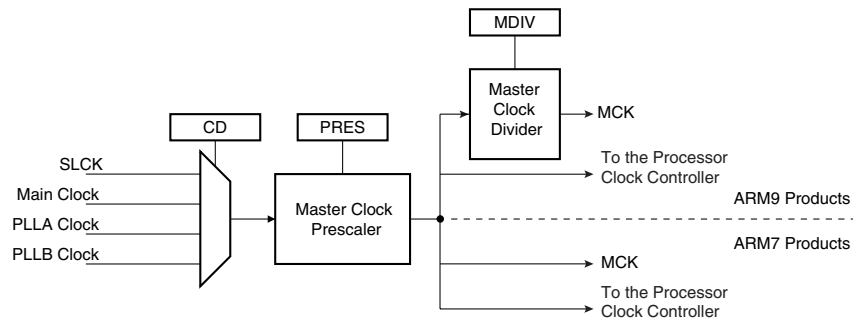 MDIV
Master
Clock
Divider
MCK
CD
PRES
SLCK
Main Clock
PLLA Clock
PLLB Clock
Master Clock
Prescaler
To the Processor
Clock Controller
ARM9 Products
ARM7 Products
MCK
To the Processor
Clock Controller